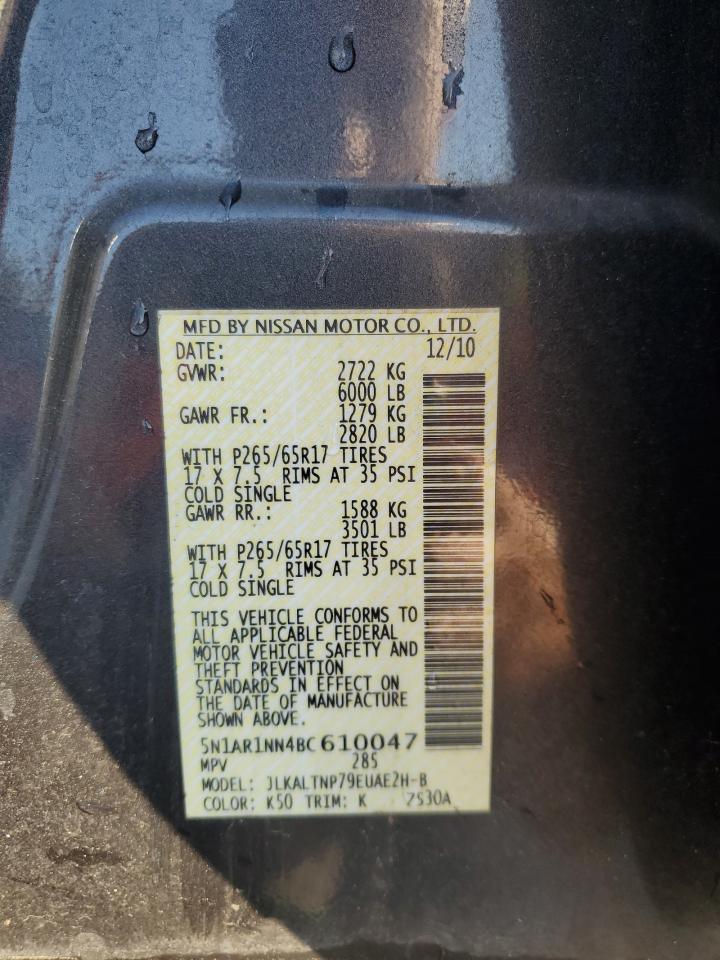 MFD BY NISSAN MOTOR CO., LTD.
DATE: 12/10
GVWR: 2722 KG
6000 LB
GAWR FR.: 1279 KG
2820 LB
WITH P265/65R17 TIRES
17 X 7.5 RIMS AT 35 PSI
COLD SINGLE
GAWR RR.: 1588 KG
3501 LB
WITH P265/65R17 TIRES
17 X 7.5 RIMS AT 35 PSI
COLD SINGLE
THIS VEHICLE CONFORMS TO
ALL APPLICABLE FEDERAL
MOTOR VEHICLE SAFETY AND
THEFT PREVENTION
STANDARDS IN EFFECT ON
THE DATE OF MANUFACTURE
SHOWN ABOVE.
5N1AR1NN4BC610047
MPV 285
MODEL: JLKALTNP79EUAE2H-B
COLOR: K50 TRIM: K 7S30A